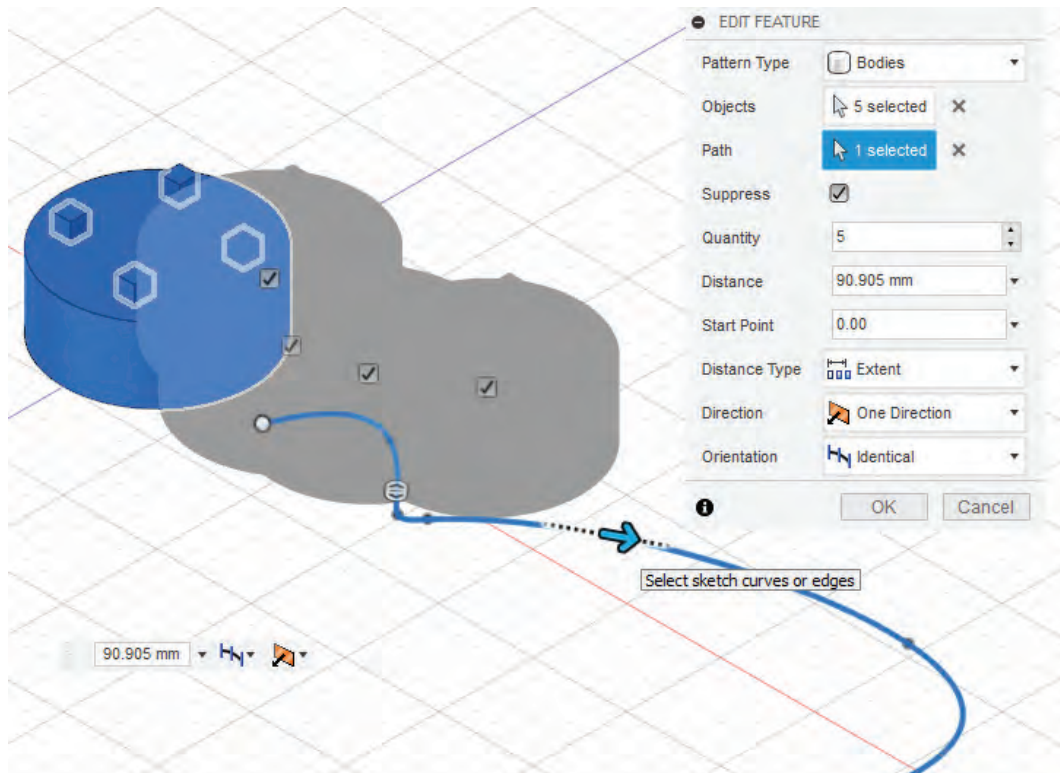 EDIT FEATURE
Pattern Type Bodies
Objects 5 selected
Path 1 selected
Suppress
Quantity 5
Distance 90.905 mm
Start Point 0.00
Distance Type Extent
Direction One Direction
Orientation Identical
OK Cancel
Select sketch curves or edges
90.905 mm